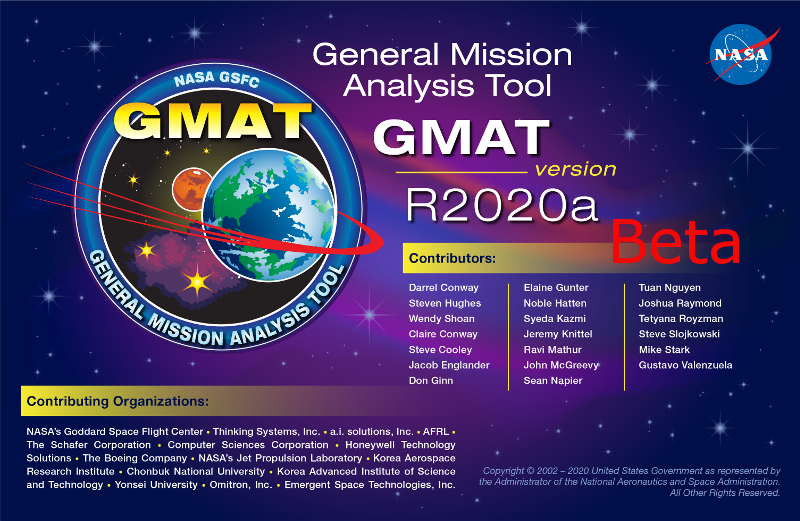 General Mission
Analysis Tool
NASA
NASA GSFC
GMAT
GENERAL MISSION ANALYSIS TOOL
GMAT
version
R2020a
Beta
Contributors:
Darrel Conway
Steven Hughes
Wendy Shoan
Claire Conway
Steve Cooley
Jacob Englander
Don Ginn
Elaine Gunter
Noble Hatten
Syeda Kazmi
Jeremy Knittel
Ravi Mathur
John McGreevy
Sean Napier
Tuan Nguyen
Joshua Raymond
Tetyana Royzman
Steve Slojkowski
Mike Stark
Gustavo Valenzuela
Contributing Organizations:
NASA's Goddard Space Flight Center • Thinking Systems, Inc. • a.i. solutions, Inc. • AFRL •
The Schafer Corporation • Computer Sciences Corporation • Honeywell Technology
Solutions • The Boeing Company • NASA's Jet Propulsion Laboratory • Korea Aerospace
Research Institute • Chonbuk National University • Korea Advanced Institute of Science
and Technology • Yonsei University • Omitron, Inc. • Emergent Space Technologies, Inc.
Copyright © 2002 – 2020 United States Government as represented by
the Administrator of the National Aeronautics and Space Administration.
All Other Rights Reserved.